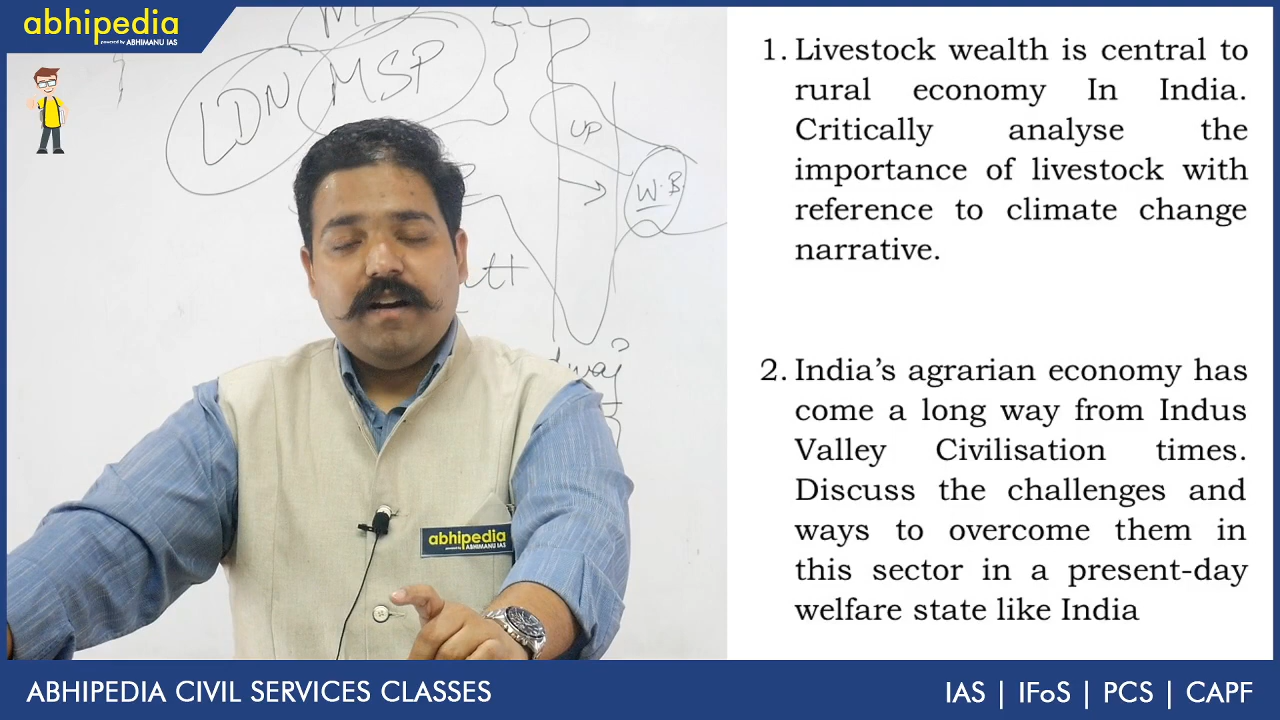 abhipedia
powered by ABHIMANU IAS
LDN
MSP
UP
W.B
abhipedia
powered by ABHIMANU IAS
1. Livestock wealth is central to
rural economy In India.
Critically analyse the
importance of livestock with
reference to climate change
narrative.
2. India’s agrarian economy has
come a long way from Indus
Valley Civilisation times.
Discuss the challenges and
ways to overcome them in
this sector in a present-day
welfare state like India
ABHIPEDIA CIVIL SERVICES CLASSES
IAS | IFoS | PCS | CAPF